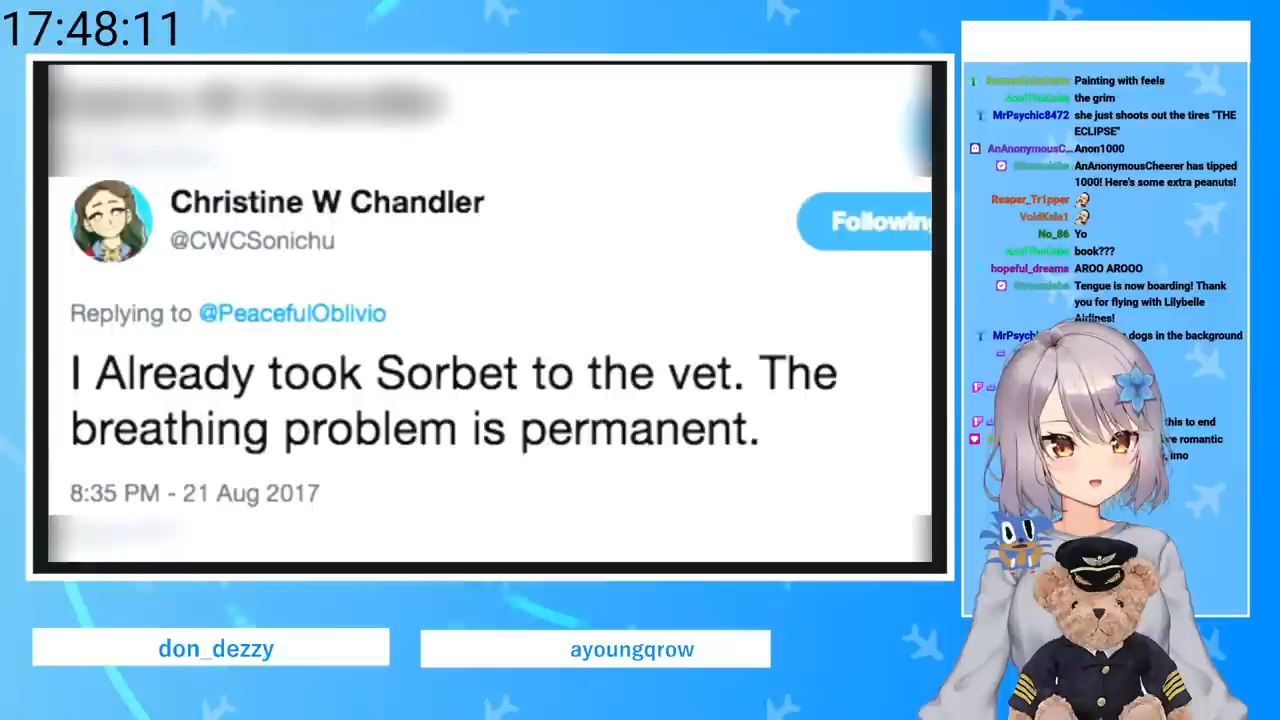 17:48:11
Christine W Chandler
@CWCSonichu
Following
Replying to @PeacefulOblivio
I Already took Sorbet to the vet. The
breathing problem is permanent.
8:35 PM - 21 Aug 2017
don_dezzy
ayoungqrow
Painting with feels
the grim
MrPsychic8472 she just shoots out the tires "THE
ECLIPSE"
AnAnonymousC... Anon1000
AnAnonymousCheerer has tipped
1000! Here's some extra peanuts!
Reaper_Tr1pper
VoidKale1
No_86 Yo
book???
hopeful_dreams AROO AROOO
Tengue is now boarding! Thank
you for flying with Lilybelle
Airlines!
MrPsych
dogs in the background
this to end
romantic
, imo